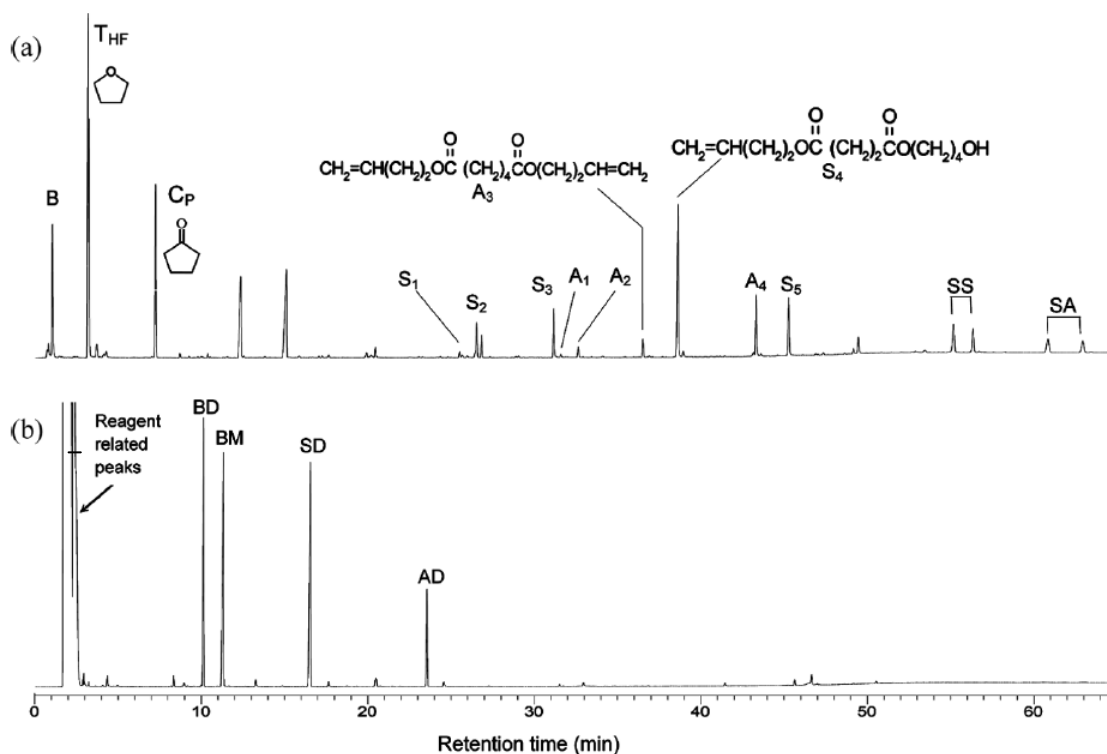 (a)
T_HF
O
B
C_P
O
O O
CH₂=CH(CH₂)₂OC (CH₂)₄CO(CH₂)₂CH=CH₂
A₃
O O
CH₂=CH(CH₂)₂OC (CH₂)₂CO(CH₂)₄OH
S₄
S₁
S₂
S₃
A₁
A₂
A₄
S₅
SS
SA
(b)
Reagent
related
peaks
BD
BM
SD
AD
0 10 20 30 40 50 60
Retention time (min)